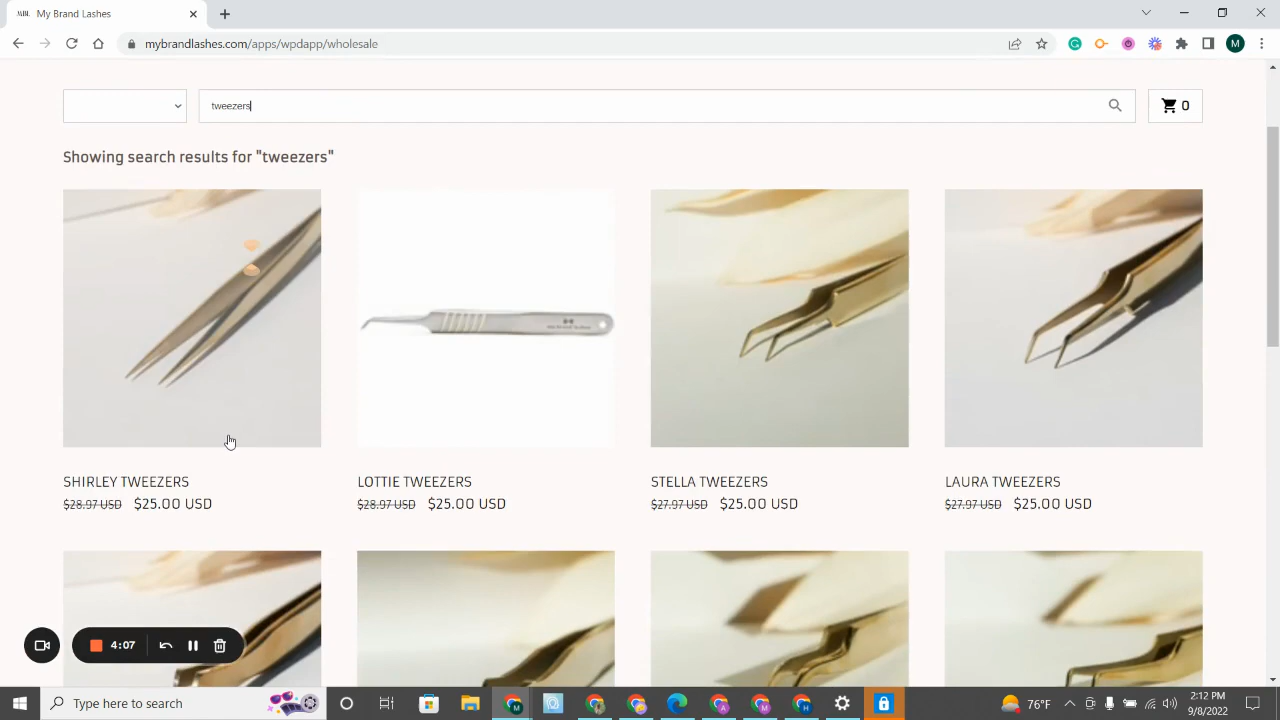 My Brand Lashes
mybrandlashes.com/apps/wpdapp/wholesale
M
tweezers
0
Showing search results for "tweezers"
SHIRLEY TWEEZERS
$28.97 USD $25.00 USD
LOTTIE TWEEZERS
$28.97 USD $25.00 USD
STELLA TWEEZERS
$27.97 USD $25.00 USD
LAURA TWEEZERS
$27.97 USD $25.00 USD
4:07
Type here to search
76°F
2:12 PM
9/8/2022